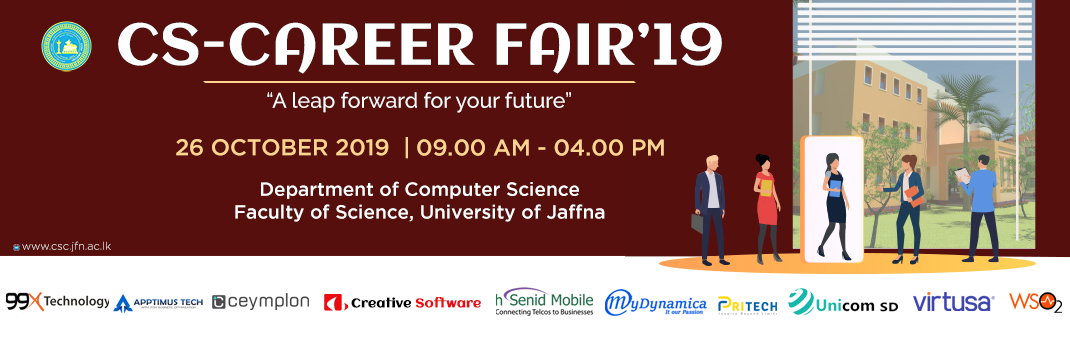 CS-CAREER FAIR'19
“A leap forward for your future”
26 OCTOBER 2019 | 09.00 AM - 04.00 PM
Department of Computer Science
Faculty of Science, University of Jaffna
www.csc.jfn.ac.lk
99X Technology
APPTIMUS TECH
ceymplon
Creative Software
hSenid Mobile
Connecting Telcos to Businesses
MyDynamica
It our Passion
PRITECH
Unicom SD
virtusa
WSO2